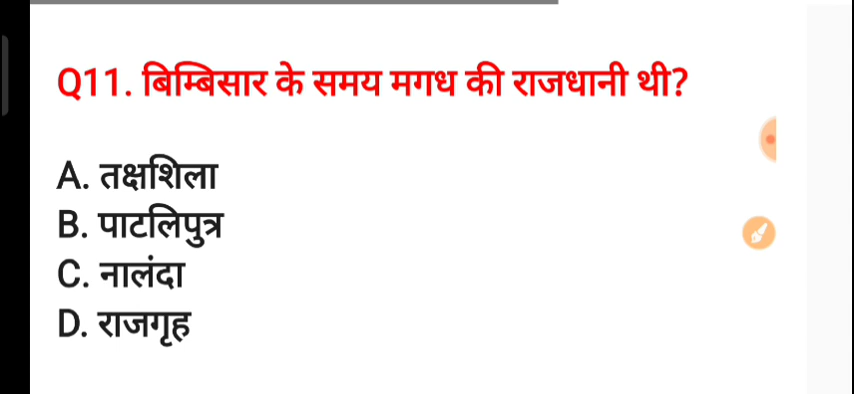 Q11. बिम्बिसार के समय मगध की राजधानी थी?
A. तक्षशिला
B. पाटलिपुत्र
C. नालंदा
D. राजगृह